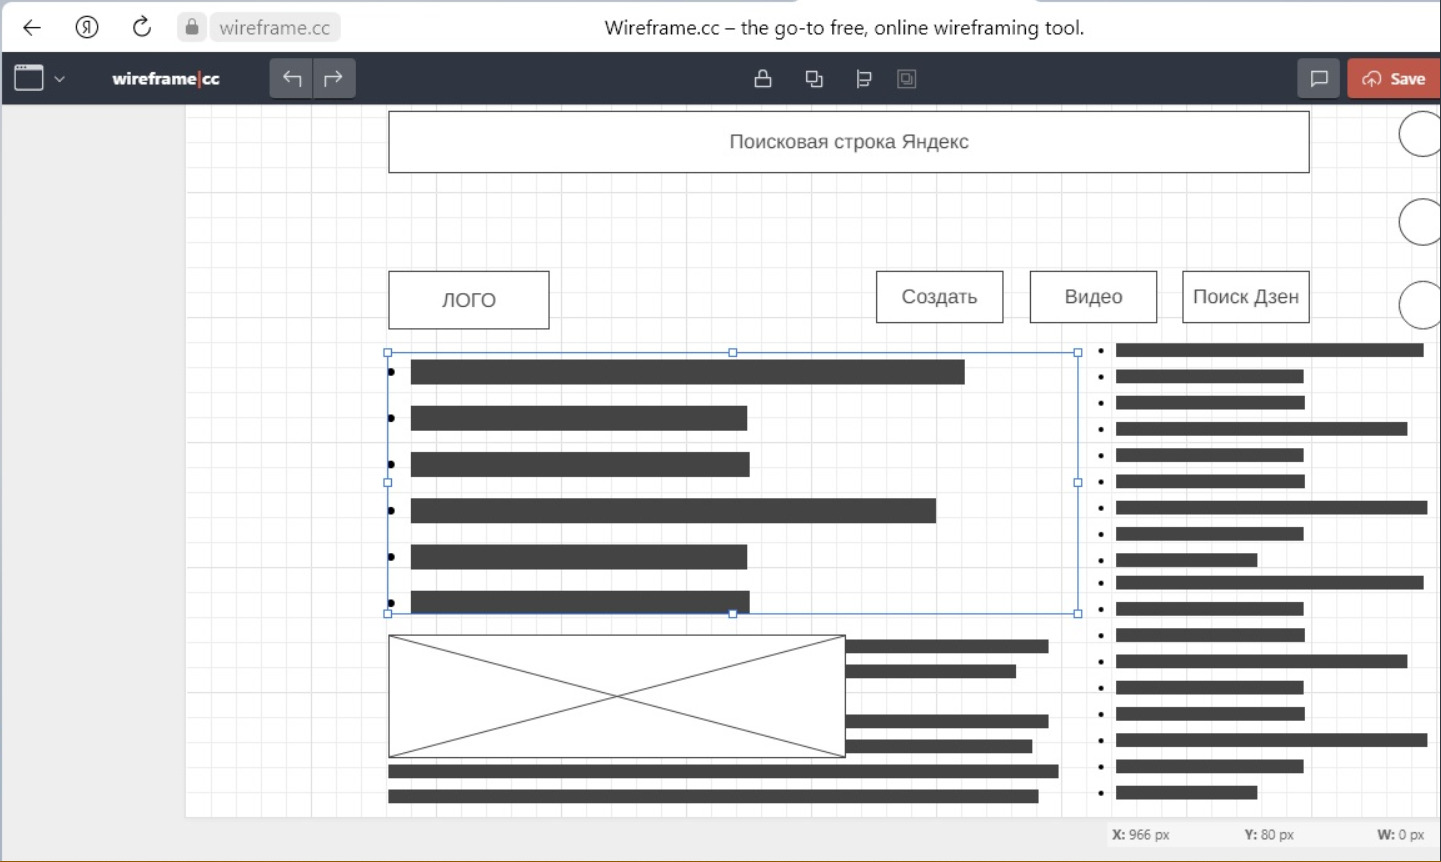 wireframe.cc
Wireframe.cc – the go-to free, online wireframing tool.
wireframe|cc
Save
Поисковая строка Яндекс
ЛОГО
Создать
Видео
Поиск Дзен
X: 966 px Y: 80 px W: 0 px